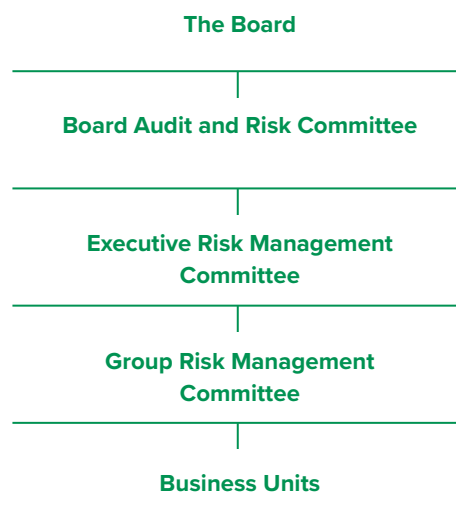 The Board
Board Audit and Risk Committee
Executive Risk Management
Committee
Group Risk Management
Committee
Business Units